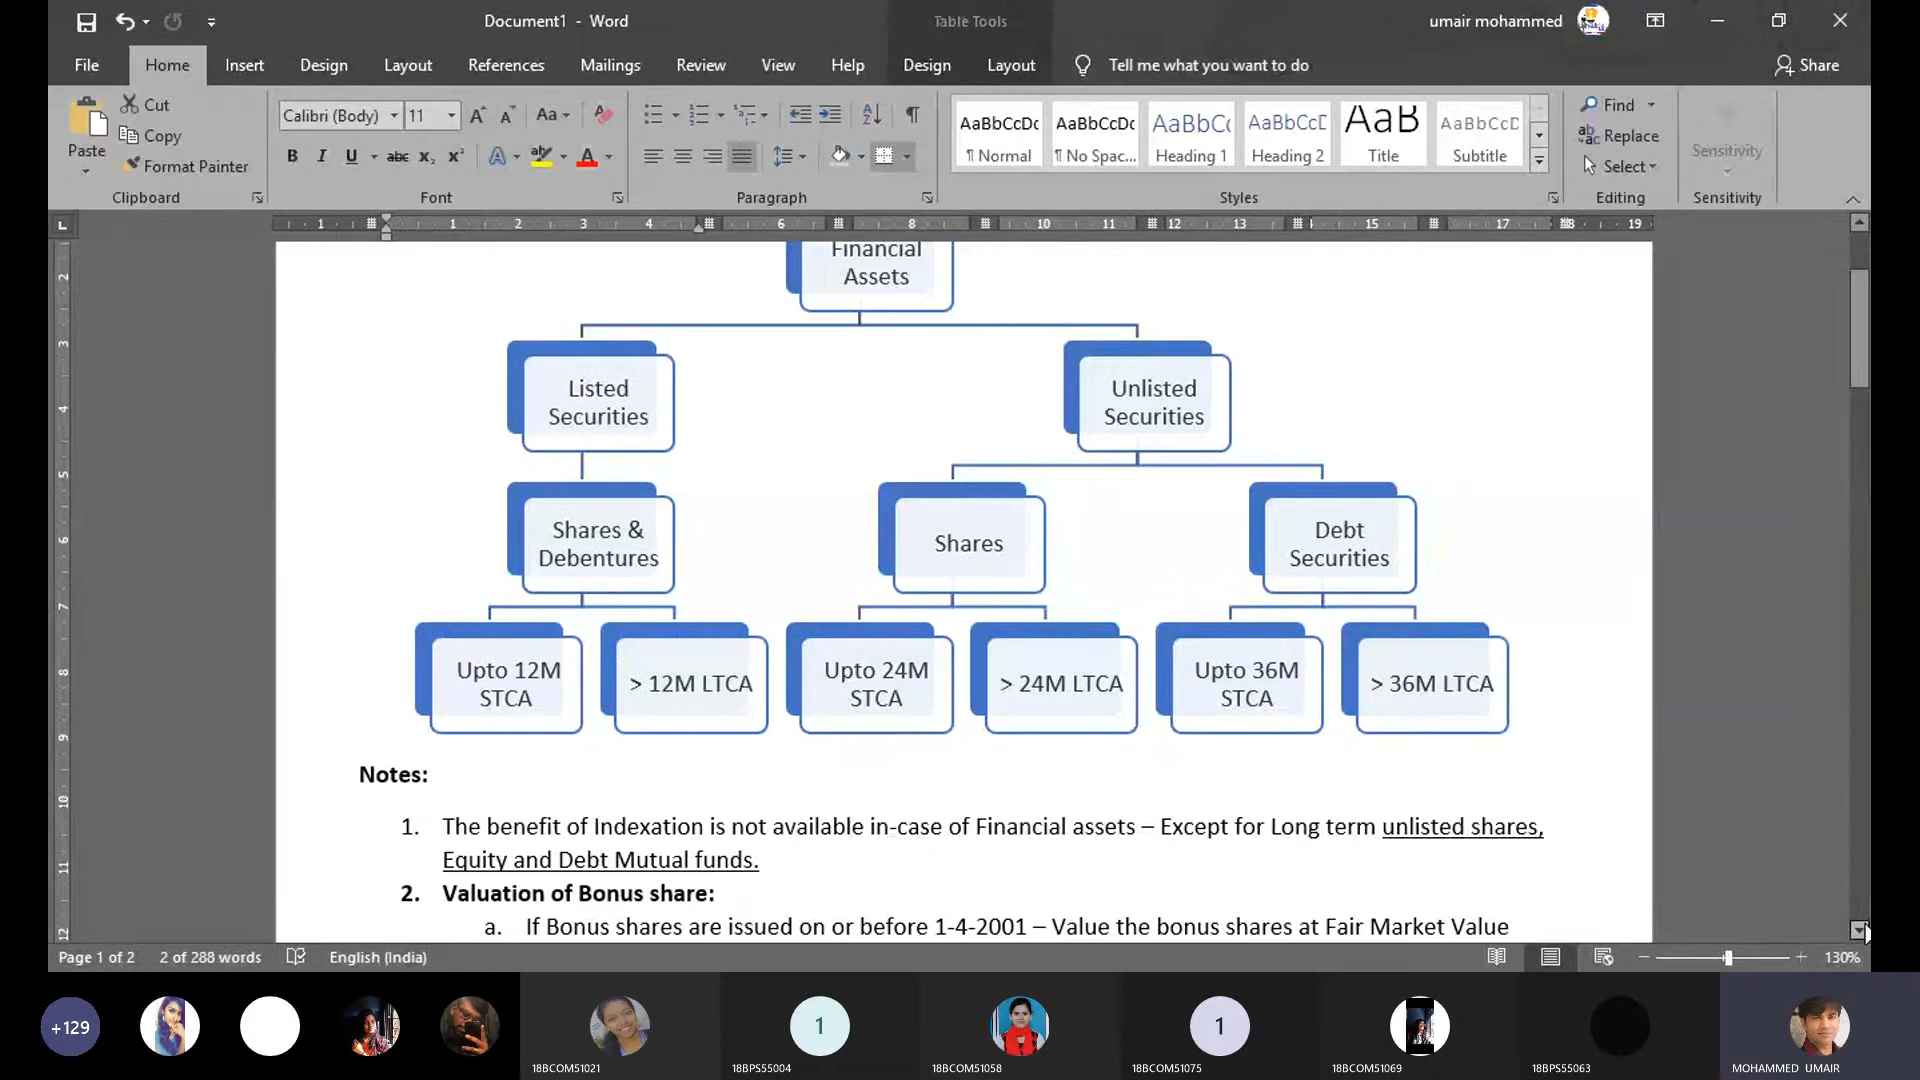 Document1 - Word
Table Tools
umair mohammed
File
Home
Insert
Design
Layout
References
Mailings
Review
View
Help
Design
Layout
Tell me what you want to do
Share
Paste
Cut
Copy
Format Painter
Clipboard
Calibri (Body)
11
Font
Paragraph
AaBbCcDc
¶ Normal
AaBbCcDc
¶ No Spac...
AaBbCc
Heading 1
AaBbCcD
Heading 2
AaB
Title
AaBbCcD
Subtitle
Styles
Find
Replace
Select
Editing
Sensitivity
Sensitivity
Financial
Assets
Listed
Securities
Unlisted
Securities
Shares &
Debentures
Shares
Debt
Securities
Upto 12M
STCA
> 12M LTCA
Upto 24M
STCA
> 24M LTCA
Upto 36M
STCA
> 36M LTCA
Notes:
1. The benefit of Indexation is not available in-case of Financial assets – Except for Long term unlisted shares,
Equity and Debt Mutual funds.
2. Valuation of Bonus share:
a. If Bonus shares are issued on or before 1-4-2001 – Value the bonus shares at Fair Market Value
Page 1 of 2
2 of 288 words
English (India)
130%
+129
1
1
18BCOM51021
18BPS55004
18BCOM51058
18BCOM51075
18BCOM51069
18BPS55063
MOHAMMED UMAIR